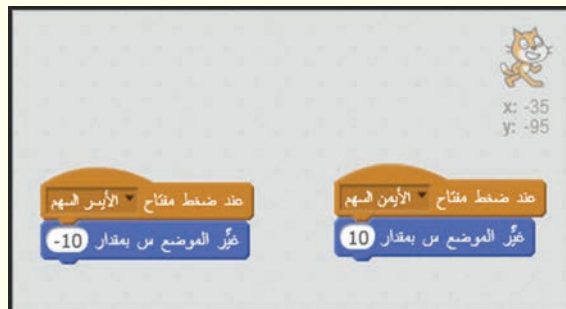 x: -35
y: -95
عند ضغط مفتاح الأيمن السهم
غيِّر الموضع س بمقدار 10
عند ضغط مفتاح الأيسر السهم
غيِّر الموضع س بمقدار -10